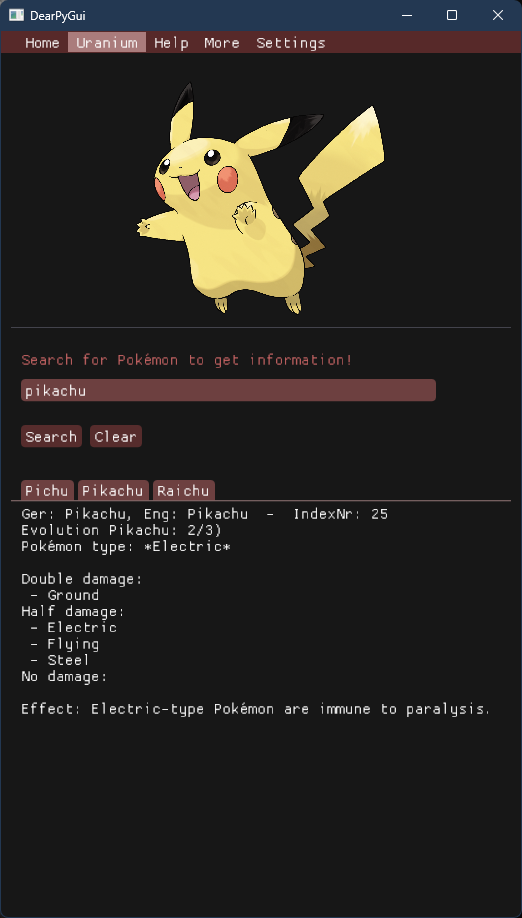 DearPyGui
Home Uranium Help More Settings
Search for Pokémon to get information!
pikachu
Search Clear
Pichu Pikachu Raichu
Ger: Pikachu, Eng: Pikachu  -  IndexNr: 25
Evolution Pikachu: 2/3)
Pokémon type: *Electric*
Double damage:
 - Ground
Half damage:
 - Electric
 - Flying
 - Steel
No damage:
Effect: Electric-type Pokémon are immune to paralysis.